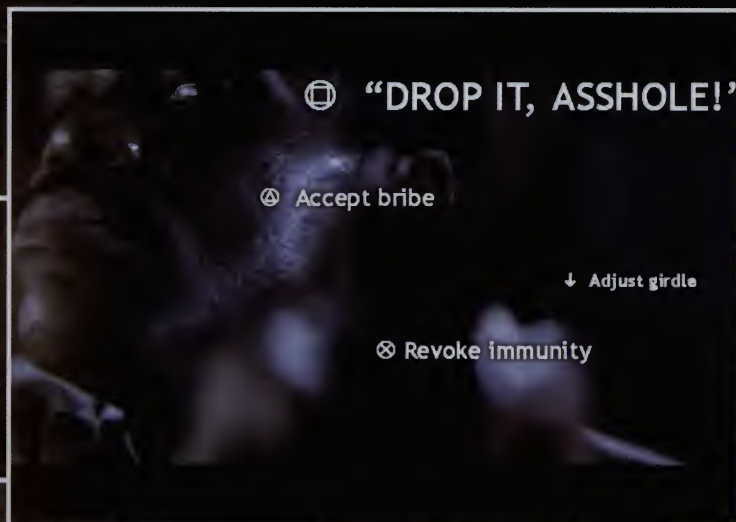 “DROP IT, ASSHOLE!’
Accept bribe
Adjust girdle
Revoke immunity